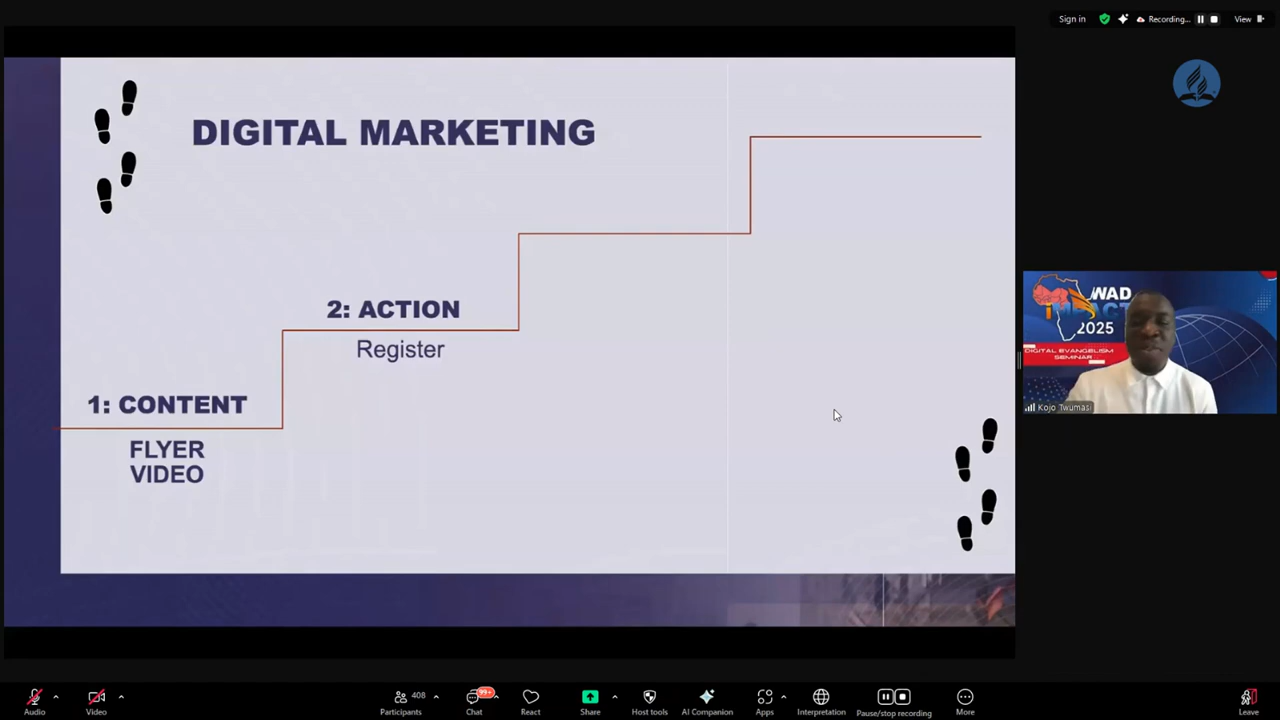 Sign in
Recording...
View
DIGITAL MARKETING
2: ACTION
Register
1: CONTENT
FLYER
VIDEO
WAD
IMPACT
2025
DIGITAL EVANGELISM
SEMINAR
Kojo Twumasi
Audio
Video
408
Participants
99+
Chat
React
Share
Host tools
AI Companion
Apps
Interpretation
Pause/stop recording
More
Leave